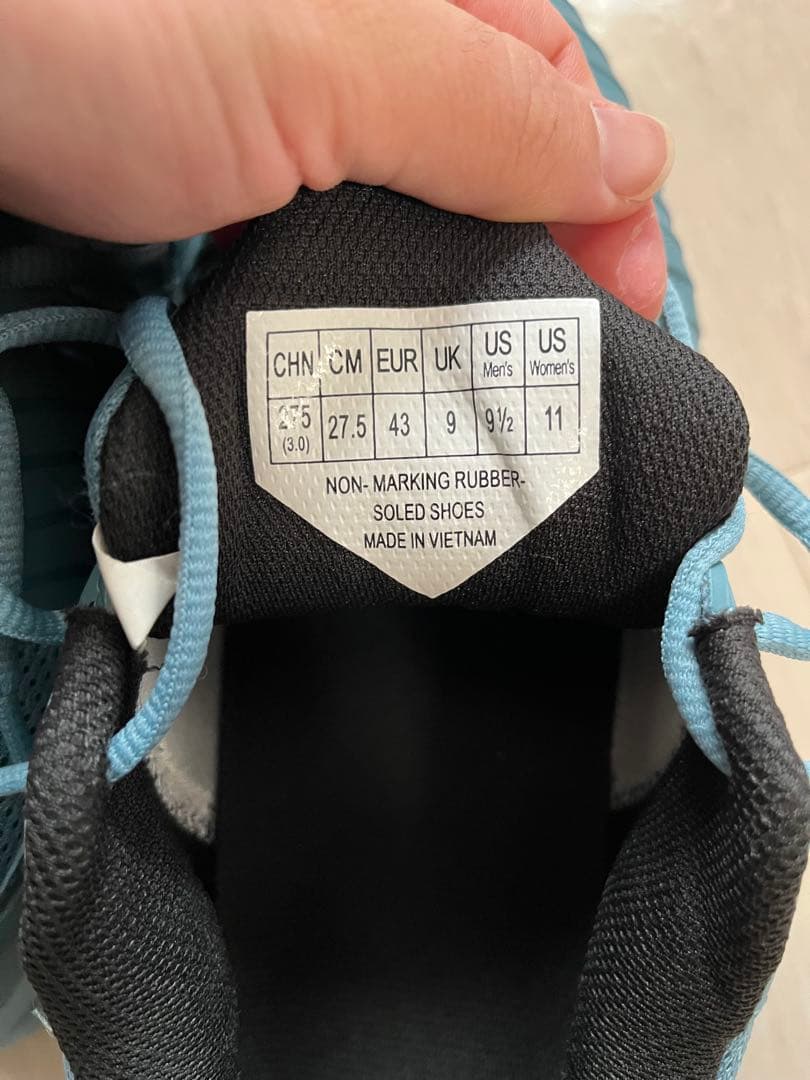 CHN CM EUR UK US Men's US Women's
275 (3.0) 27.5 43 9 9½ 11
NON- MARKING RUBBER-
SOLED SHOES
MADE IN VIETNAM